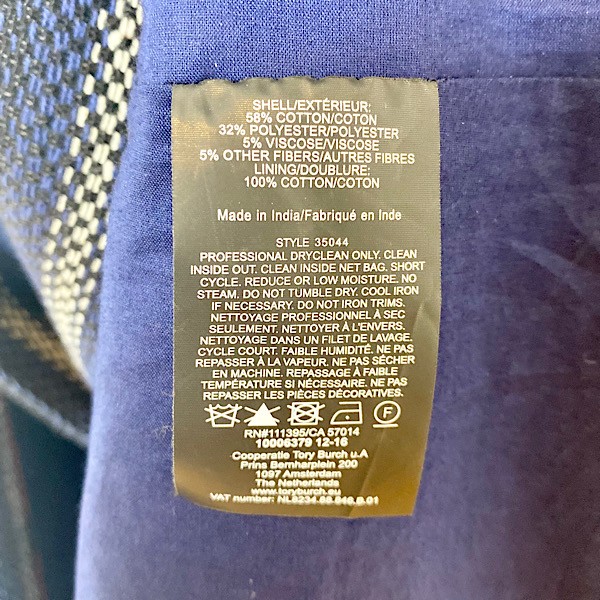 SHELL/EXTÉRIEUR:
58% COTTON/COTON
32% POLYESTER/POLYESTER
5% VISCOSE/VISCOSE
5% OTHER FIBERS/AUTRES FIBRES
LINING/DOUBLURE:
100% COTTON/COTON
Made in India/Fabriqué en Inde
STYLE 35044
PROFESSIONAL DRYCLEAN ONLY. CLEAN
INSIDE OUT. CLEAN INSIDE NET BAG. SHORT
CYCLE. REDUCE OR LOW MOISTURE. NO
STEAM. DO NOT TUMBLE DRY. COOL IRON
IF NECESSARY. DO NOT IRON TRIMS.
NETTOYAGE PROFESSIONNEL À SEC
SEULEMENT. NETTOYER À L'ENVERS.
NETTOYAGE DANS UN FILET DE LAVAGE.
CYCLE COURT. FAIBLE HUMIDITÉ. NE PAS
REPASSER À LA VAPEUR. NE PAS SÉCHER
EN MACHINE. REPASSAGE À FAIBLE
TEMPÉRATURE SI NÉCESSAIRE. NE PAS
REPASSER LES PIÈCES DÉCORATIVES.
F
RN#111395/CA 57014
10006379 12-16
Cooperatie Tory Burch u.A
Prins Bernharplein 200
1097 Amsterdam
The Netherlands
www.toryburch.eu
VAT number: NL8234.68.846.B.01